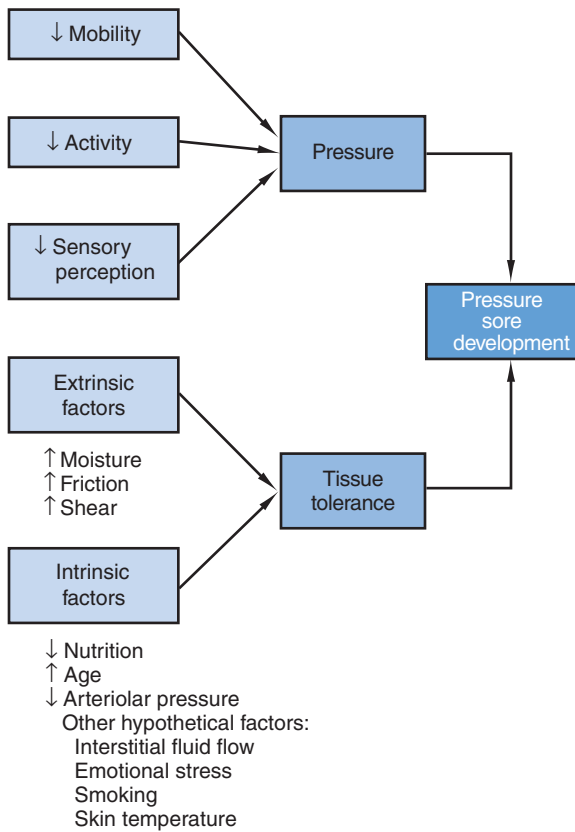 ↓ Mobility
↓ Activity
↓ Sensory
perception
Pressure
Pressure
sore
development
Extrinsic
factors
↑ Moisture
↑ Friction
↑ Shear
Tissue
tolerance
Intrinsic
factors
↓ Nutrition
↑ Age
↓ Arteriolar pressure
Other hypothetical factors:
Interstitial fluid flow
Emotional stress
Smoking
Skin temperature